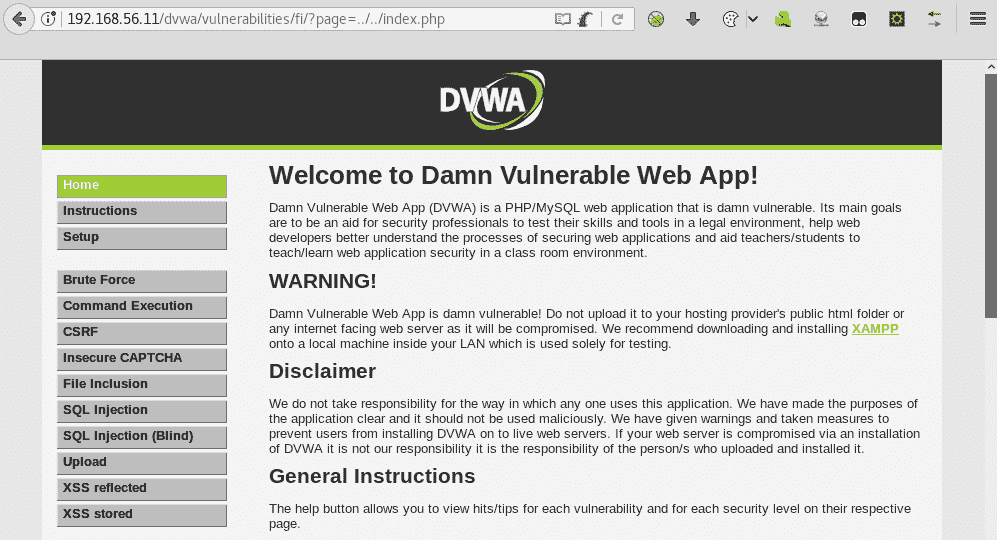 192.168.56.11/dvwa/vulnerabilities/fi/?page=../../index.php
DVWA
Home
Instructions
Setup
Brute Force
Command Execution
CSRF
Insecure CAPTCHA
File Inclusion
SQL Injection
SQL Injection (Blind)
Upload
XSS reflected
XSS stored
Welcome to Damn Vulnerable Web App!
Damn Vulnerable Web App (DVWA) is a PHP/MySQL web application that is damn vulnerable. Its main goals
are to be an aid for security professionals to test their skills and tools in a legal environment, help web
developers better understand the processes of securing web applications and aid teachers/students to
teach/learn web application security in a class room environment.
WARNING!
Damn Vulnerable Web App is damn vulnerable! Do not upload it to your hosting provider's public html folder or
any internet facing web server as it will be compromised. We recommend downloading and installing XAMPP
onto a local machine inside your LAN which is used solely for testing.
Disclaimer
We do not take responsibility for the way in which any one uses this application. We have made the purposes of
the application clear and it should not be used maliciously. We have given warnings and taken measures to
prevent users from installing DVWA on to live web servers. If your web server is compromised via an installation
of DVWA it is not our responsibility it is the responsibility of the person/s who uploaded and installed it.
General Instructions
The help button allows you to view hits/tips for each vulnerability and for each security level on their respective
page.